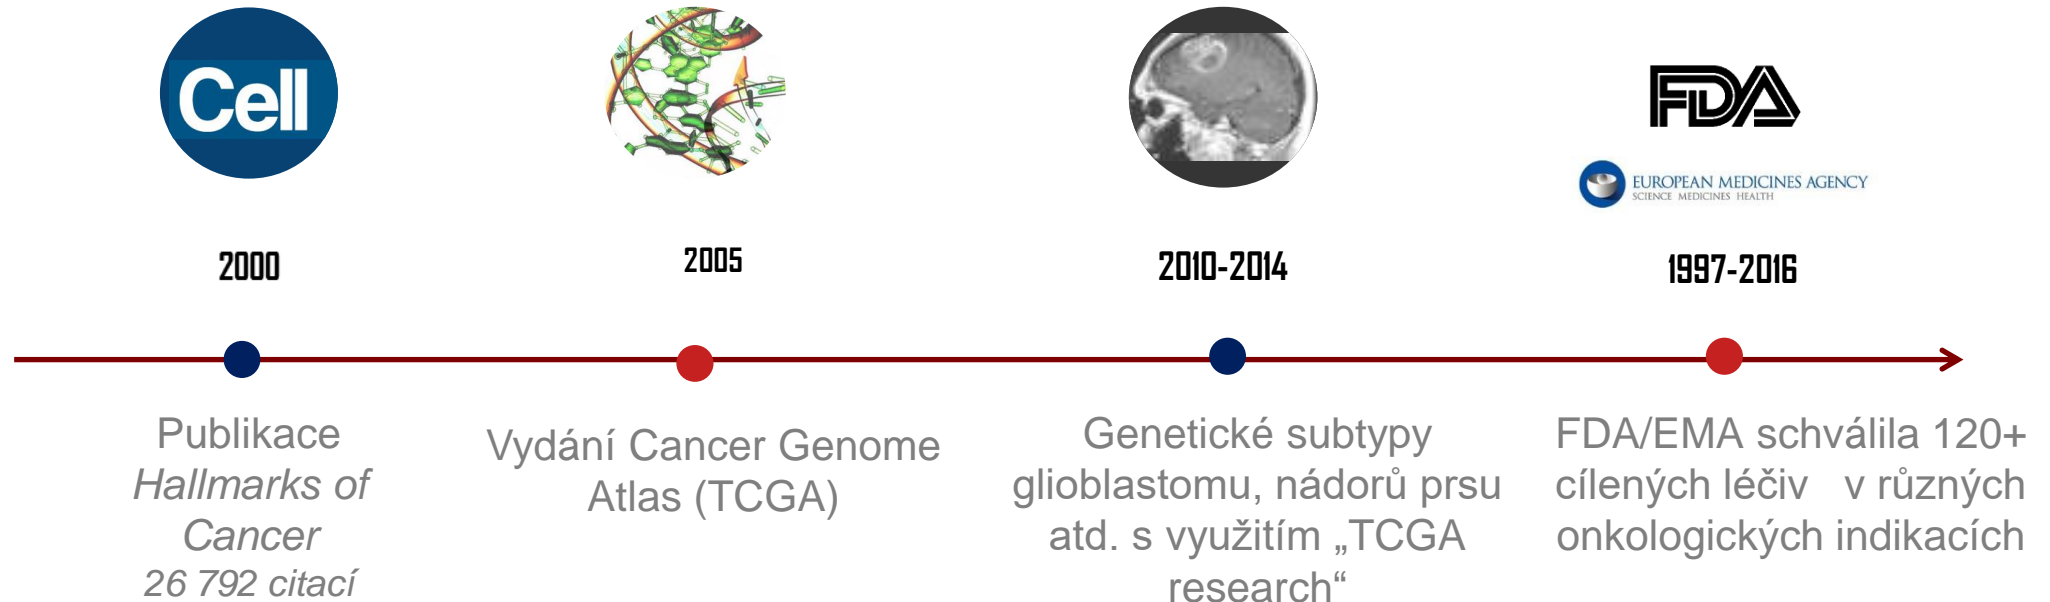 Cell
FDA
EUROPEAN MEDICINES AGENCY
SCIENCE MEDICINES HEALTH
2000
2005
2010-2014
1997-2016
Publikace
Hallmarks of
Cancer
26 792 citací
Vydání Cancer Genome
Atlas (TCGA)
Genetické subtypy
glioblastomu, nádorů prsu
atd. s využitím „TCGA
research“
FDA/EMA schválila 120+
cílených léčiv v různých
onkologických indikacích